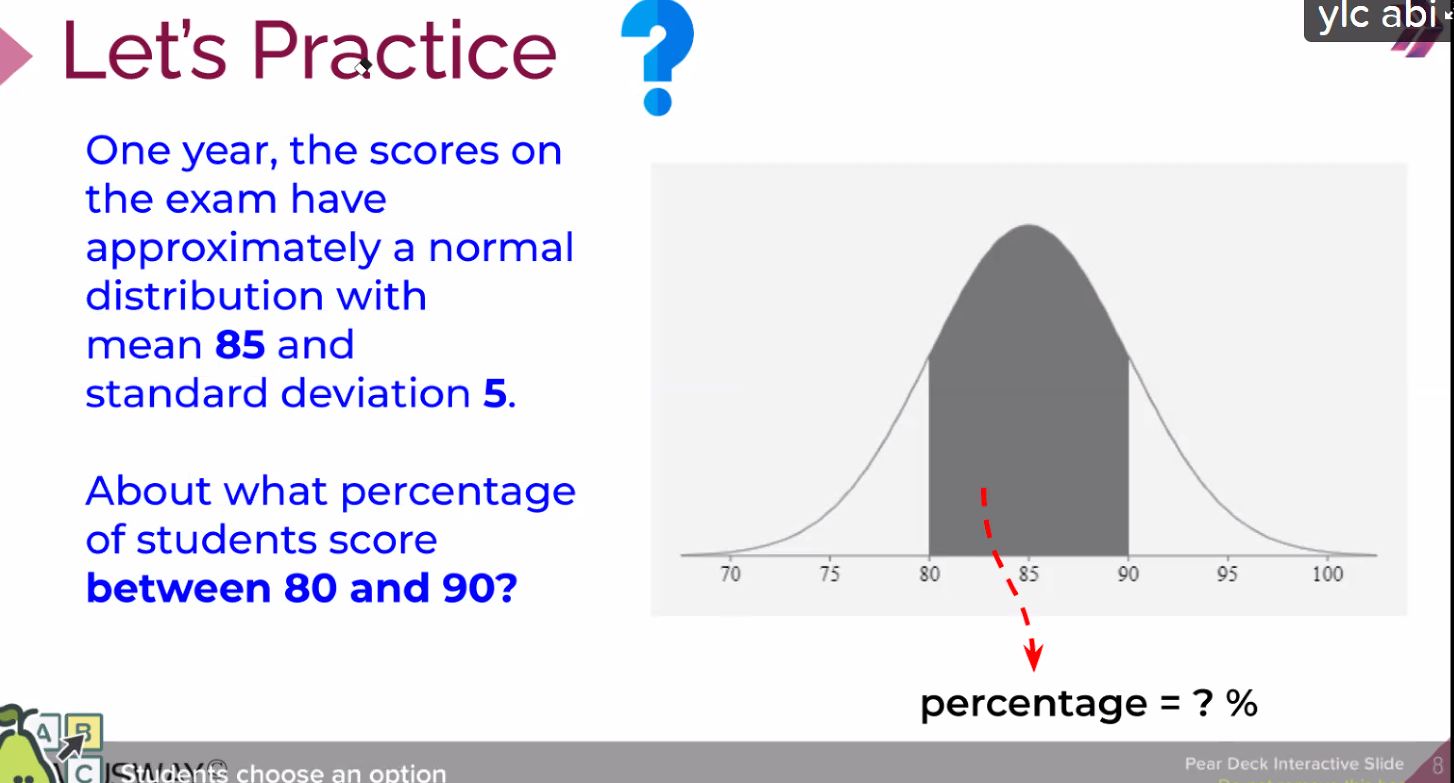 ylc abi
Let's Practice
?
One year, the scores on
the exam have
approximately a normal
distribution with
mean 85 and
standard deviation 5.
About what percentage
of students score
between 80 and 90?
70 75 80 85 90 95 100
percentage = ? %
A B
C
Students choose an option
Pear Deck Interactive Slide
8